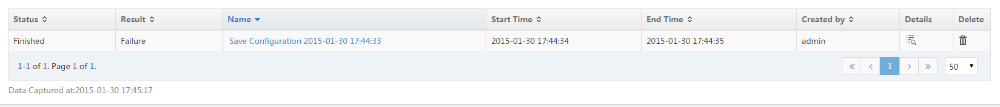 Status Result Name Start Time End Time Created by Details Delete
Finished Failure Save Configuration 2015-01-30 17:44:33 2015-01-30 17:44:34 2015-01-30 17:44:35 admin
1-1 of 1. Page 1 of 1. « ‹ 1 › » 50
Data Captured at:2015-01-30 17:45:17